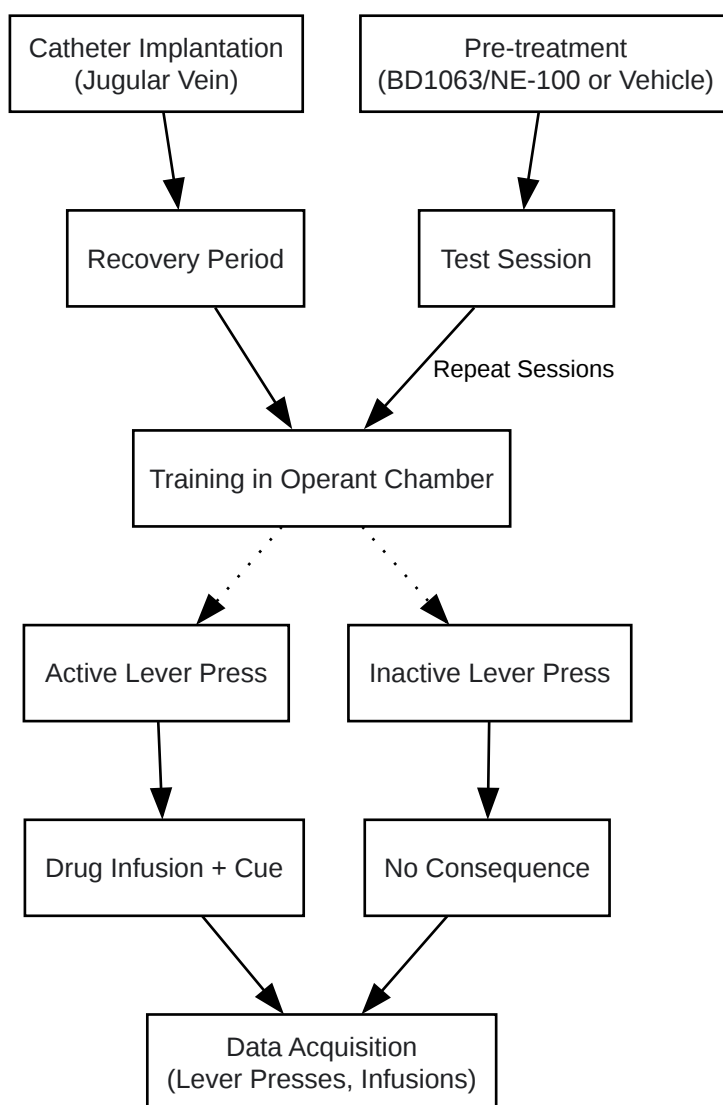 Catheter Implantation
(Jugular Vein)
Pre-treatment
(BD1063/NE-100 or Vehicle)
Recovery Period
Test Session
Repeat Sessions
Training in Operant Chamber
Active Lever Press
Inactive Lever Press
Drug Infusion + Cue
No Consequence
Data Acquisition
(Lever Presses, Infusions)